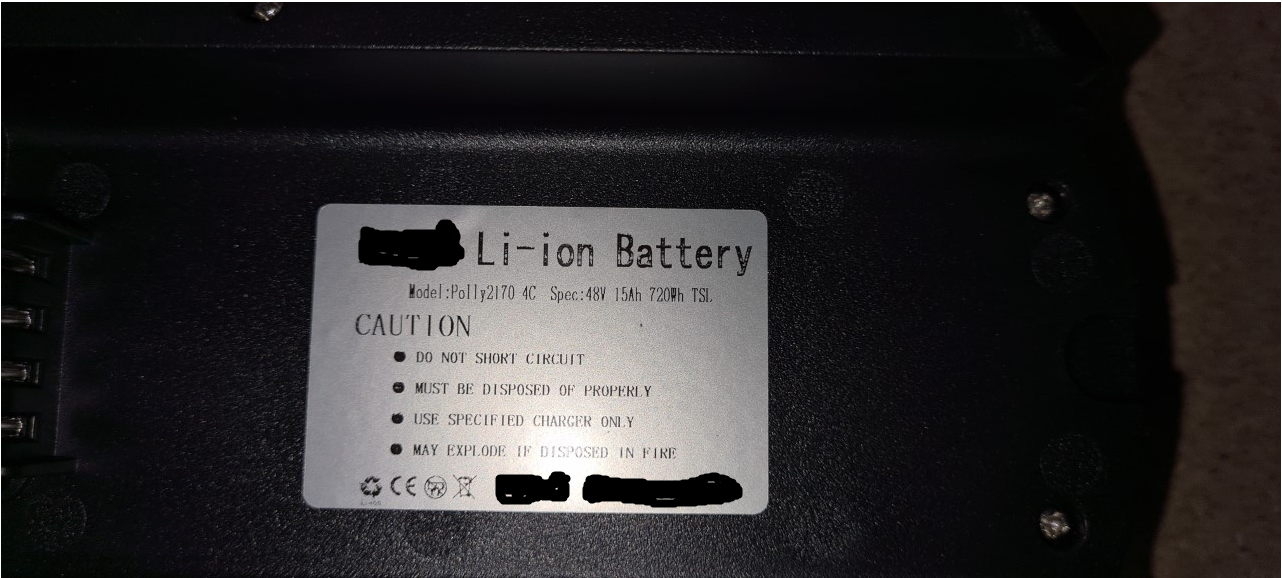 Li-ion Battery
Model:Polly2170 4C Spec:48V 15Ah 720Wh TSL
CAUTION
DO NOT SHORT CIRCUIT
MUST BE DISPOSED OF PROPERLY
USE SPECIFIED CHARGER ONLY
MAY EXPLODE IF DISPOSED IN FIRE
CE